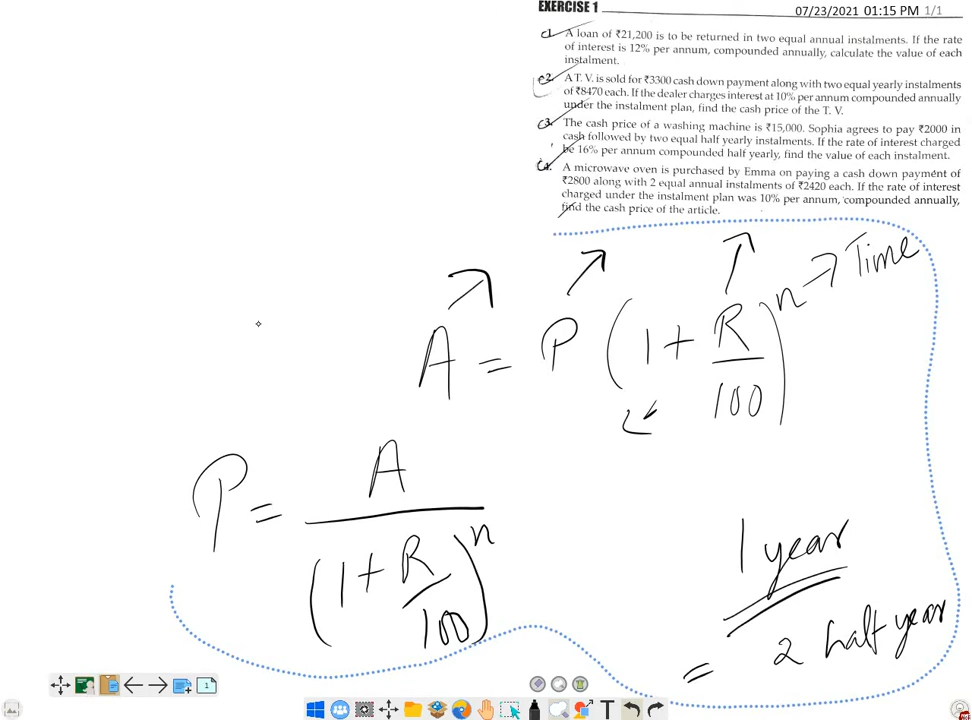 EXERCISE 1
07/23/2021 01:15 PM 1/1
c1. A loan of ₹21,200 is to be returned in two equal annual instalments. If the rate
of interest is 12% per annum, compounded annually, calculate the value of each
instalment.
c2. A T. V. is sold for ₹3300 cash down payment along with two equal yearly instalments
of ₹8470 each. If the dealer charges interest at 10% per annum compounded annually
under the instalment plan, find the cash price of the T. V.
c3. The cash price of a washing machine is ₹15,000. Sophia agrees to pay ₹2000 in
cash followed by two equal half yearly instalments. If the rate of interest charged
be 16% per annum compounded half yearly, find the value of each instalment.
c4. A microwave oven is purchased by Emma on paying a cash down payment of
₹2800 along with 2 equal annual instalments of ₹2420 each. If the rate of interest
charged under the instalment plan was 10% per annum, compounded annually,
find the cash price of the article.
A = P (1 + R/100)^n → Time
P = A / (1 + R/100)^n
1 year
= 2 half year
1
T